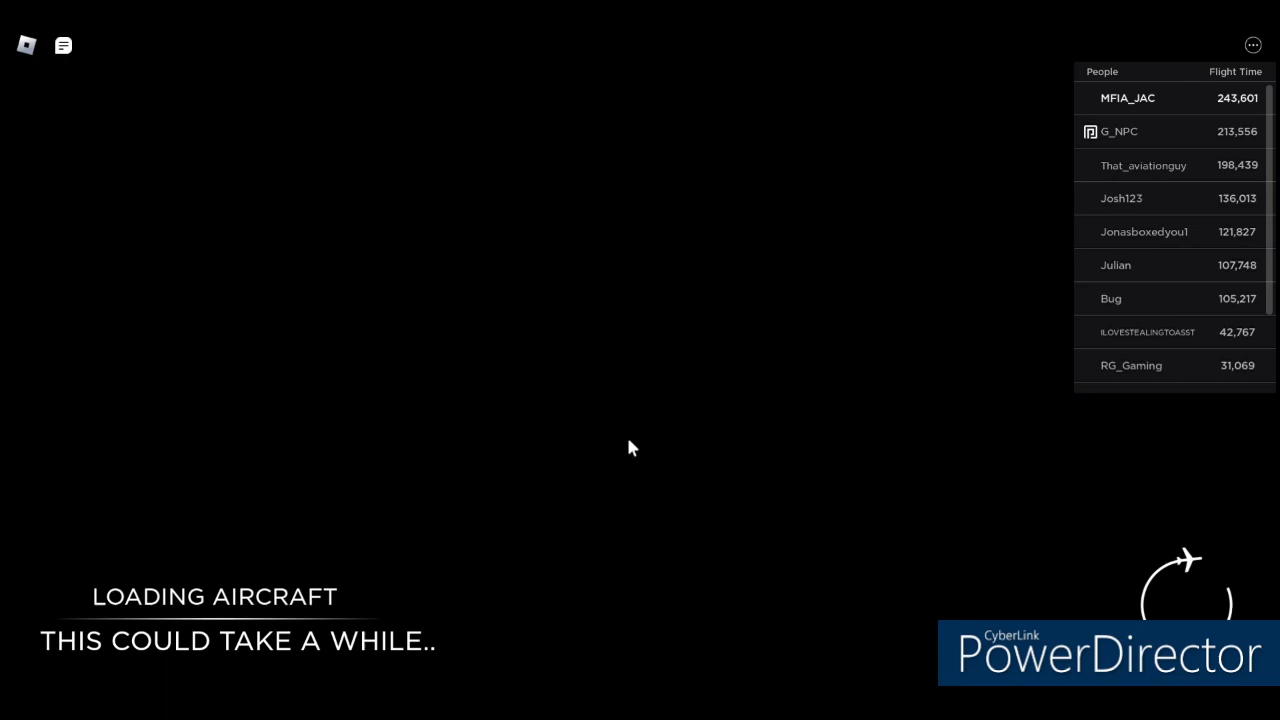 People Flight Time
MFIA_JAC 243,601
G_NPC 213,556
That_aviationguy 198,439
Josh123 136,013
Jonasboxedyou1 121,827
Julian 107,748
Bug 105,217
ILOVESTEALINGTOASST 42,767
RG_Gaming 31,069
LOADING AIRCRAFT
THIS COULD TAKE A WHILE..
CyberLink
PowerDirector